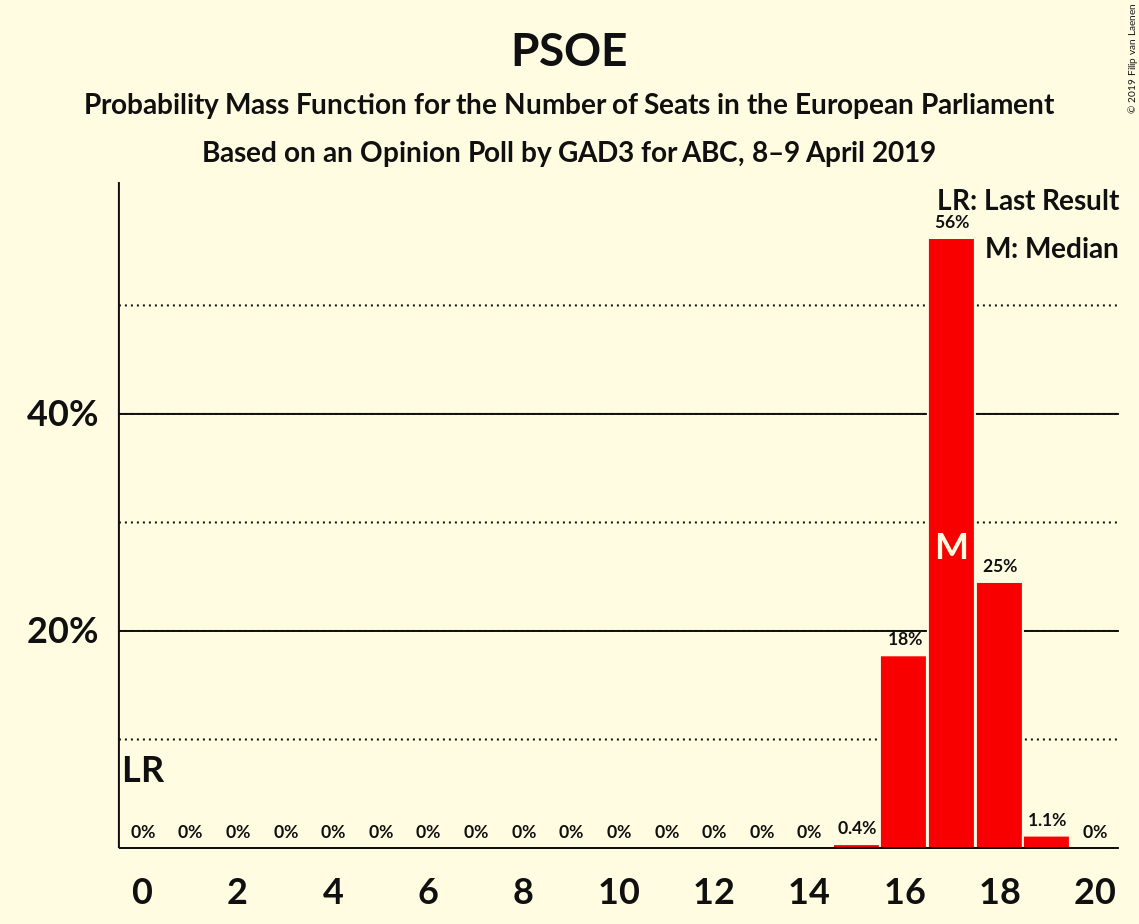 PSOE
Probability Mass Function for the Number of Seats in the European Parliament
Based on an Opinion Poll by GAD3 for ABC, 8–9 April 2019
© 2019 Filip van Laenen
LR: Last Result
M: Median
56%
40%
M
25%
20%
18%
LR
0% 0% 0% 0% 0% 0% 0% 0% 0% 0% 0% 0% 0% 0% 0% 0.4% 1.1% 0%
0 2 4 6 8 10 12 14 16 18 20